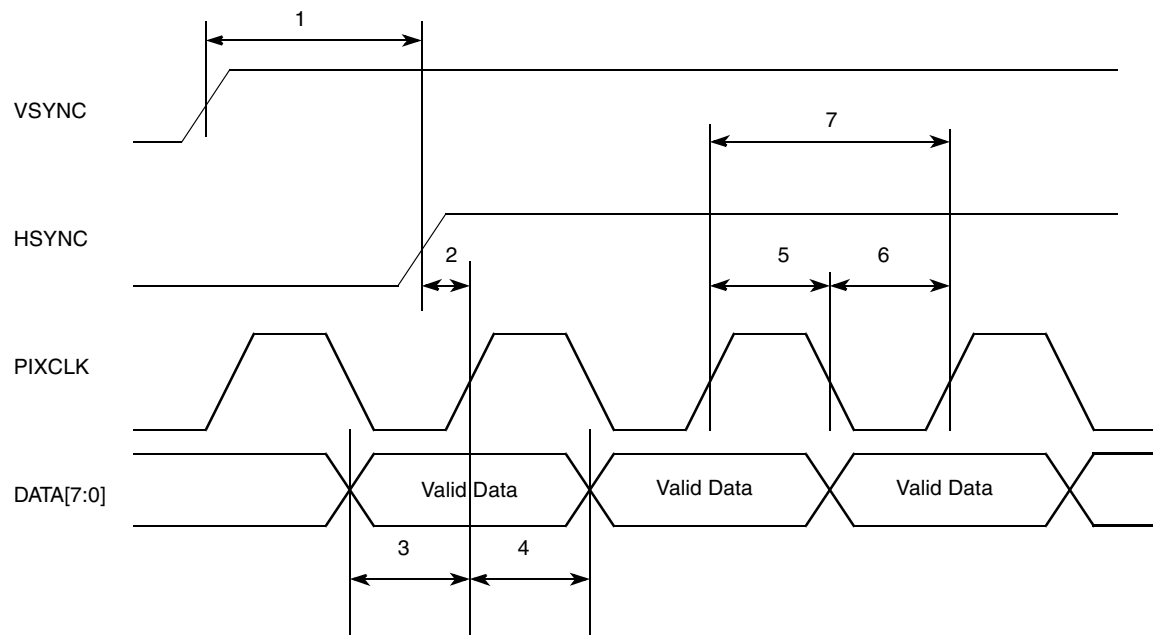 1
VSYNC
7
HSYNC
2
5
6
PIXCLK
DATA[7:0]
Valid Data
Valid Data
Valid Data
3
4